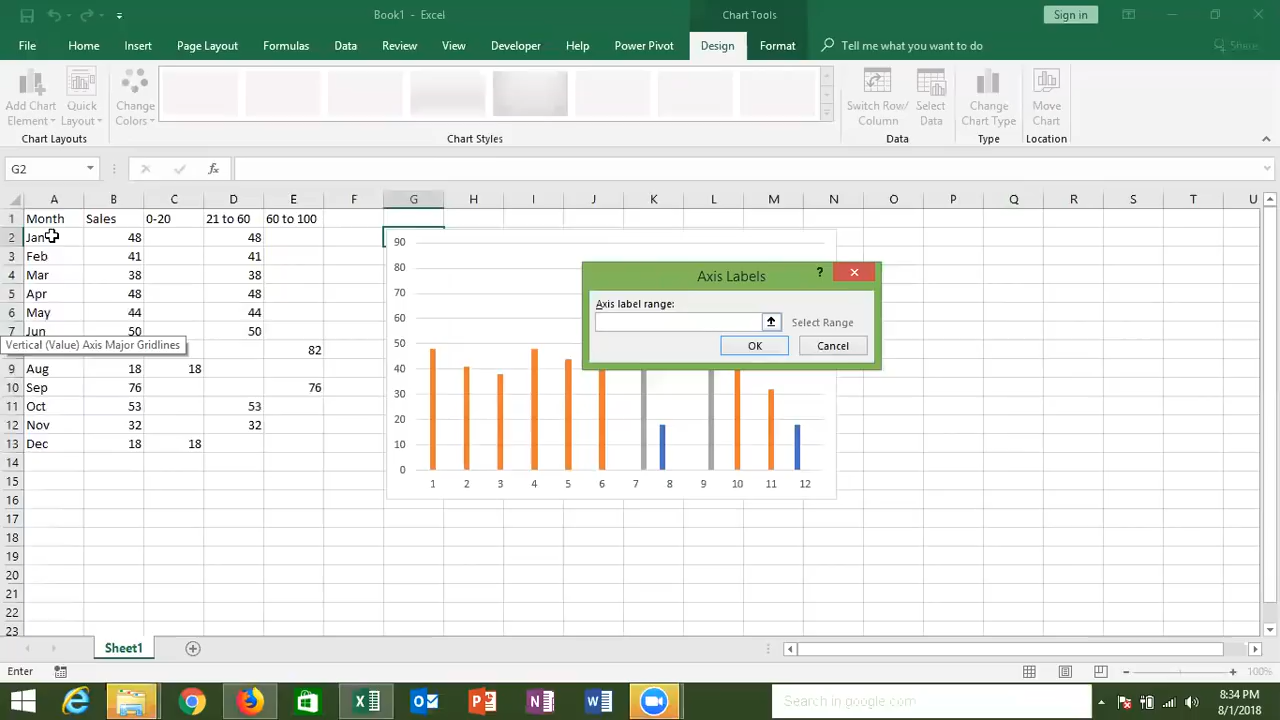 Book1 - Excel
Chart Tools
Sign in
File
Home
Insert
Page Layout
Formulas
Data
Review
View
Developer
Help
Power Pivot
Design
Format
Tell me what you want to do
Share
Add Chart Element
Quick Layout
Change Colors
Switch Row/ Column
Select Data
Change Chart Type
Move Chart
Chart Layouts
Chart Styles
Data
Type
Location
G2
fx
A B C D E F G H I J K L M N O P Q R S T U
1 Month Sales 0-20 21 to 60 60 to 100
2 Jan 48 48
3 Feb 41 41
4 Mar 38 38
5 Apr 48 48
6 May 44 44
7 Jun 50 50
Vertical (Value) Axis Major Gridlines
82
9 Aug 18 18
10 Sep 76 76
11 Oct 53 53
12 Nov 32 32
13 Dec 18 18
14
15
16
17
18
19
20
21
22
23
90
80
70
60
50
40
30
20
10
0
1 2 3 4 5 6 7 8 9 10 11 12
Axis Labels
?
Axis label range:
Select Range
OK
Cancel
Sheet1
Enter
100%
Search in google.com
8:34 PM
8/1/2018